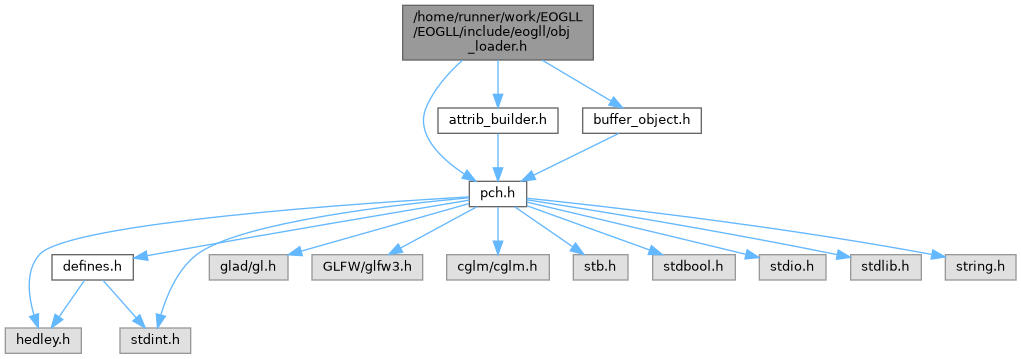 /home/runner/work/EOGLL
/EOGLL/include/eogll/obj
_loader.h
attrib_builder.h
buffer_object.h
pch.h
defines.h
glad/gl.h
GLFW/glfw3.h
cglm/cglm.h
stb.h
stdbool.h
stdio.h
stdlib.h
string.h
hedley.h
stdint.h